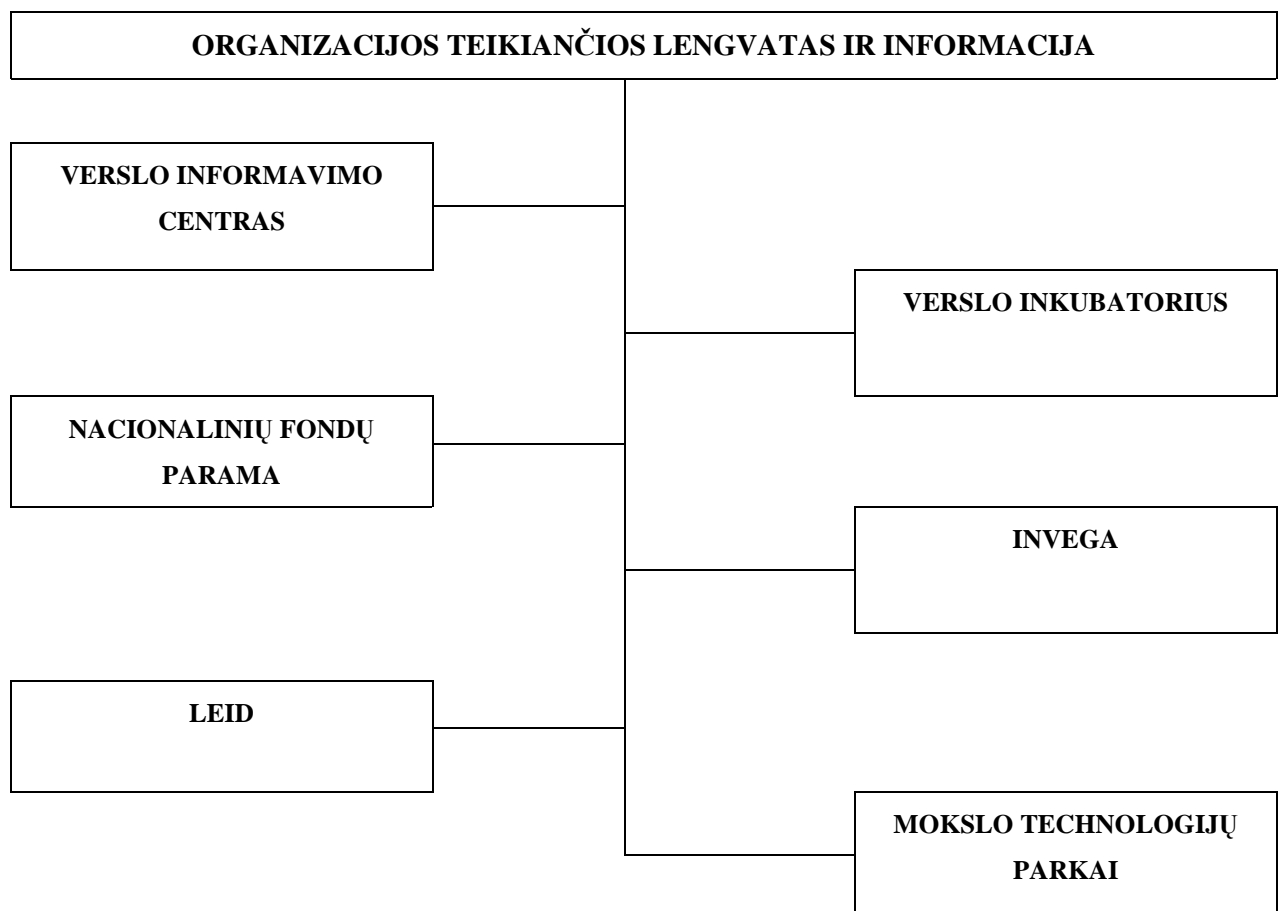 ORGANIZACIJOS TEIKIANČIOS LENGVATAS IR INFORMACIJA
VERSLO INFORMAVIMO
CENTRAS
VERSLO INKUBATORIUS
NACIONALINIŲ FONDŲ
PARAMA
INVEGA
LEID
MOKSLO TECHNOLOGIJŲ
PARKAI